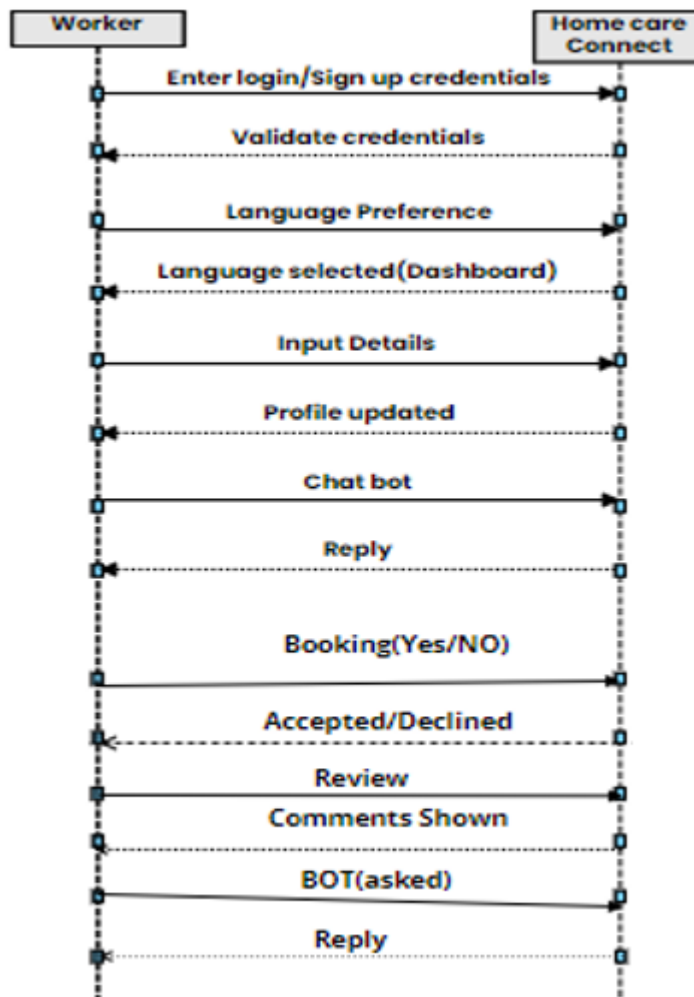 Worker
Home care
Connect
Enter login/Sign up credentials
Validate credentials
Language Preference
Language selected(Dashboard)
Input Details
Profile updated
Chat bot
Reply
Booking(Yes/NO)
Accepted/Declined
Review
Comments Shown
BOT(asked)
Reply